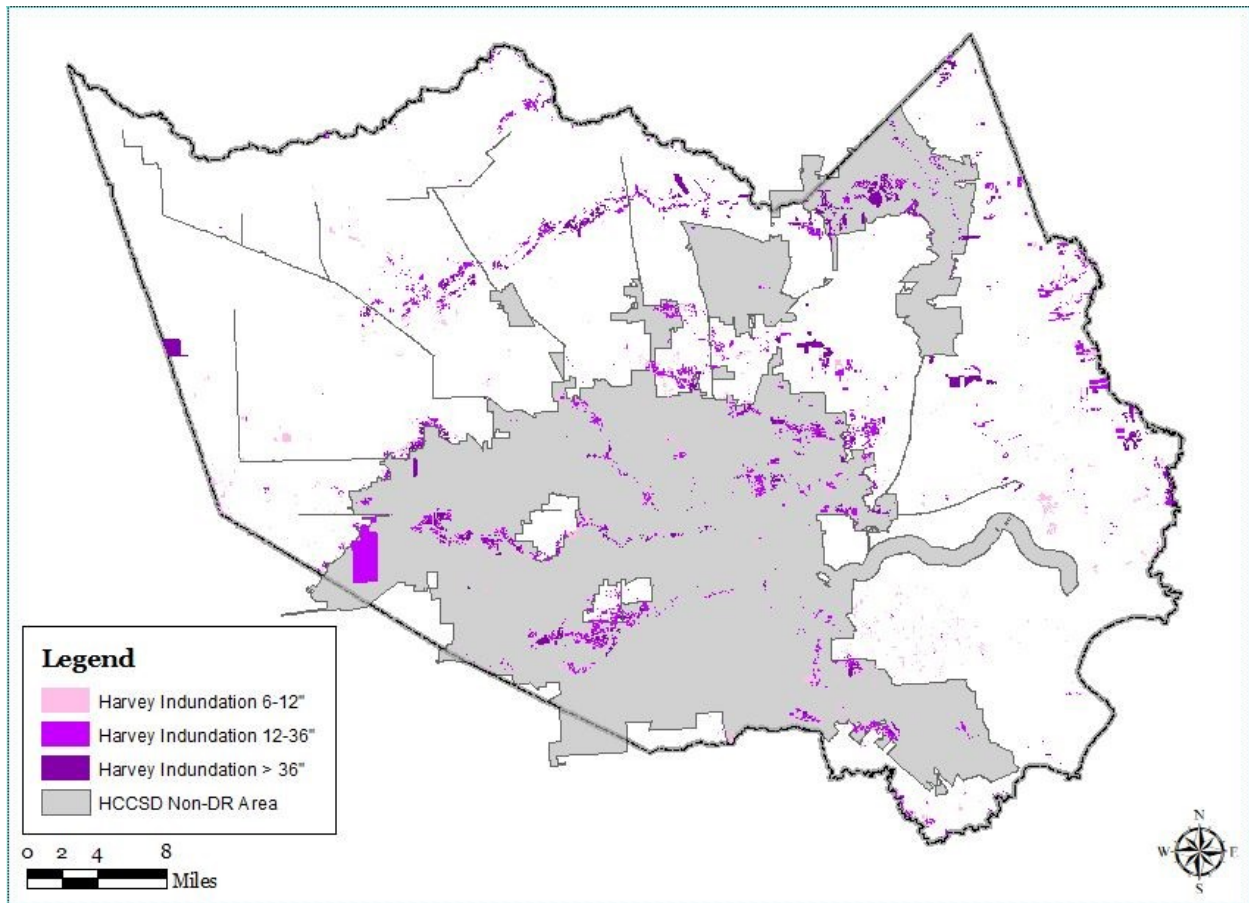 Legend
Harvey Indundation 6-12"
Harvey Indundation 12-36"
Harvey Indundation > 36"
HCCSD Non-DR Area
0 2 4 8
Miles
N
W E
S